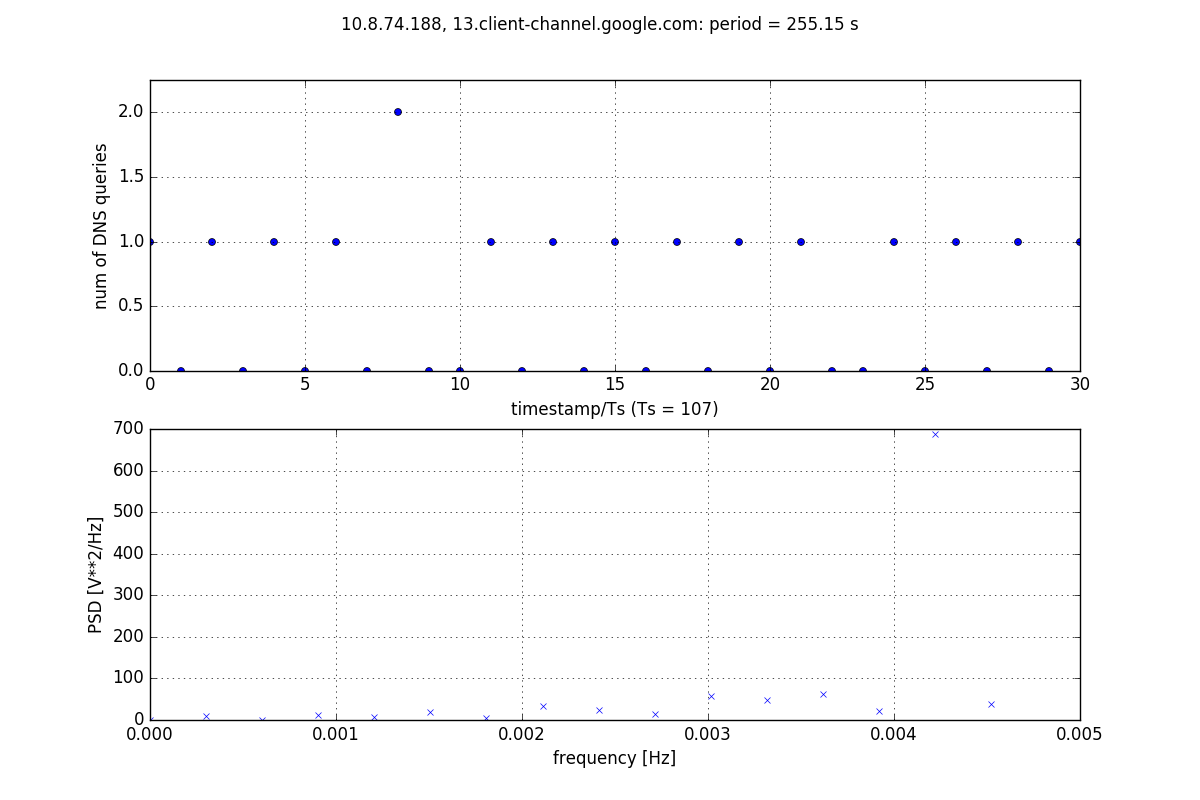 10.8.74.188, 13.client-channel.google.com: period = 255.15 s
num of DNS queries
2.0
1.5
1.0
0.5
0.0
0 5 10 15 20 25 30
timestamp/Ts (Ts = 107)
PSD [V**2/Hz]
700
600
500
400
300
200
100
0
0.000 0.001 0.002 0.003 0.004 0.005
frequency [Hz]